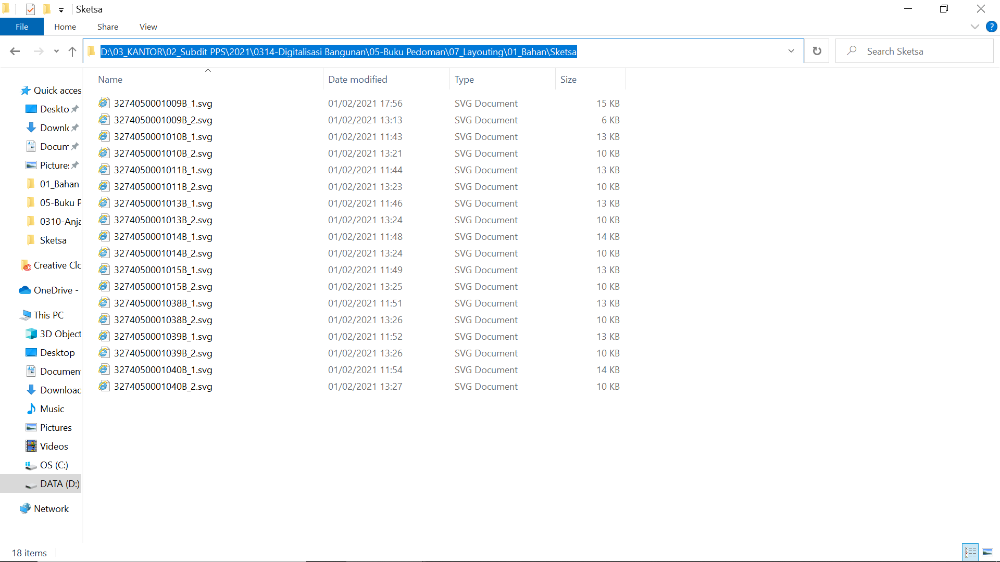 Sketsa
File Home Share View
D:\03_KANTOR\02_Subdit PPS\2021\0314-Digitalisasi Bangunan\05-Buku Pedoman\07_Layouting\01_Bahan\Sketsa
Search Sketsa
Quick acces
Deskto
Downl
Docum
Picture
01_Bahan
05-Buku P
0310-Anja
Sketsa
Creative Clo
OneDrive -
This PC
3D Object
Desktop
Document
Download
Music
Pictures
Videos
OS (C:)
DATA (D:)
Network
Name Date modified Type Size
3274050001009B_1.svg 01/02/2021 17:56 SVG Document 15 KB
3274050001009B_2.svg 01/02/2021 13:13 SVG Document 6 KB
3274050001010B_1.svg 01/02/2021 11:43 SVG Document 13 KB
3274050001010B_2.svg 01/02/2021 13:21 SVG Document 10 KB
3274050001011B_1.svg 01/02/2021 11:44 SVG Document 13 KB
3274050001011B_2.svg 01/02/2021 13:23 SVG Document 10 KB
3274050001013B_1.svg 01/02/2021 11:46 SVG Document 13 KB
3274050001013B_2.svg 01/02/2021 13:24 SVG Document 10 KB
3274050001014B_1.svg 01/02/2021 11:48 SVG Document 14 KB
3274050001014B_2.svg 01/02/2021 13:24 SVG Document 10 KB
3274050001015B_1.svg 01/02/2021 11:49 SVG Document 13 KB
3274050001015B_2.svg 01/02/2021 13:25 SVG Document 10 KB
3274050001038B_1.svg 01/02/2021 11:51 SVG Document 13 KB
3274050001038B_2.svg 01/02/2021 13:26 SVG Document 10 KB
3274050001039B_1.svg 01/02/2021 11:52 SVG Document 13 KB
3274050001039B_2.svg 01/02/2021 13:26 SVG Document 10 KB
3274050001040B_1.svg 01/02/2021 11:54 SVG Document 14 KB
3274050001040B_2.svg 01/02/2021 13:27 SVG Document 10 KB
18 items